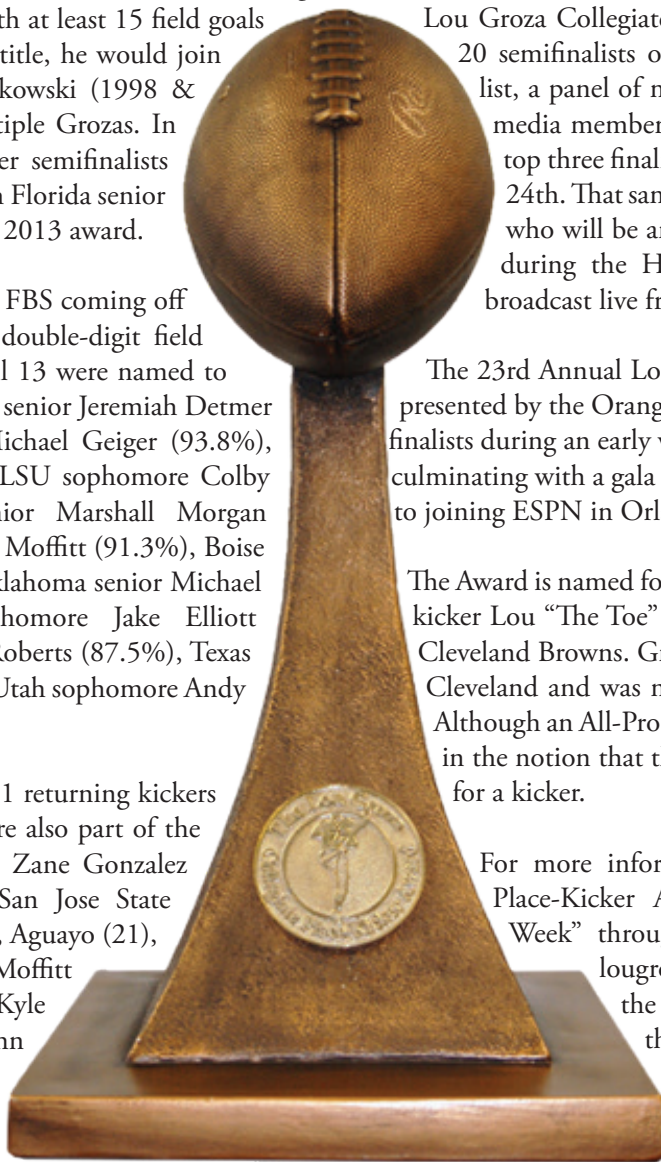 th at least 15 field goals
title, he would join
kowski (1998 &
tiple Grozas. In
er semifinalists
n Florida senior
2013 award.
FBS coming off
double-digit field
l 13 were named to
senior Jeremiah Detmer
Michael Geiger (93.8%),
LSU sophomore Colby
nior Marshall Morgan
Moffitt (91.3%), Boise
klahoma senior Michael
homore Jake Elliott
Roberts (87.5%), Texas
Utah sophomore Andy
1 returning kickers
re also part of the
Zane Gonzalez
San Jose State
, Aguayo (21),
Moffitt
Kyle
nn
Lou Groza Collegiate
20 semifinalists o
list, a panel of m
media member
top three final
24th. That san
who will be an
during the H
broadcast live fr
The 23rd Annual Lo
presented by the Orang
finalists during an early
culminating with a gala
to joining ESPN in Orl
The Award is named fo
kicker Lou “The Toe”
Cleveland Browns. Gr
Cleveland and was n
Although an All-Pro
in the notion that t
for a kicker.
For more infor
Place-Kicker A
Week” throu
lougro
the
th